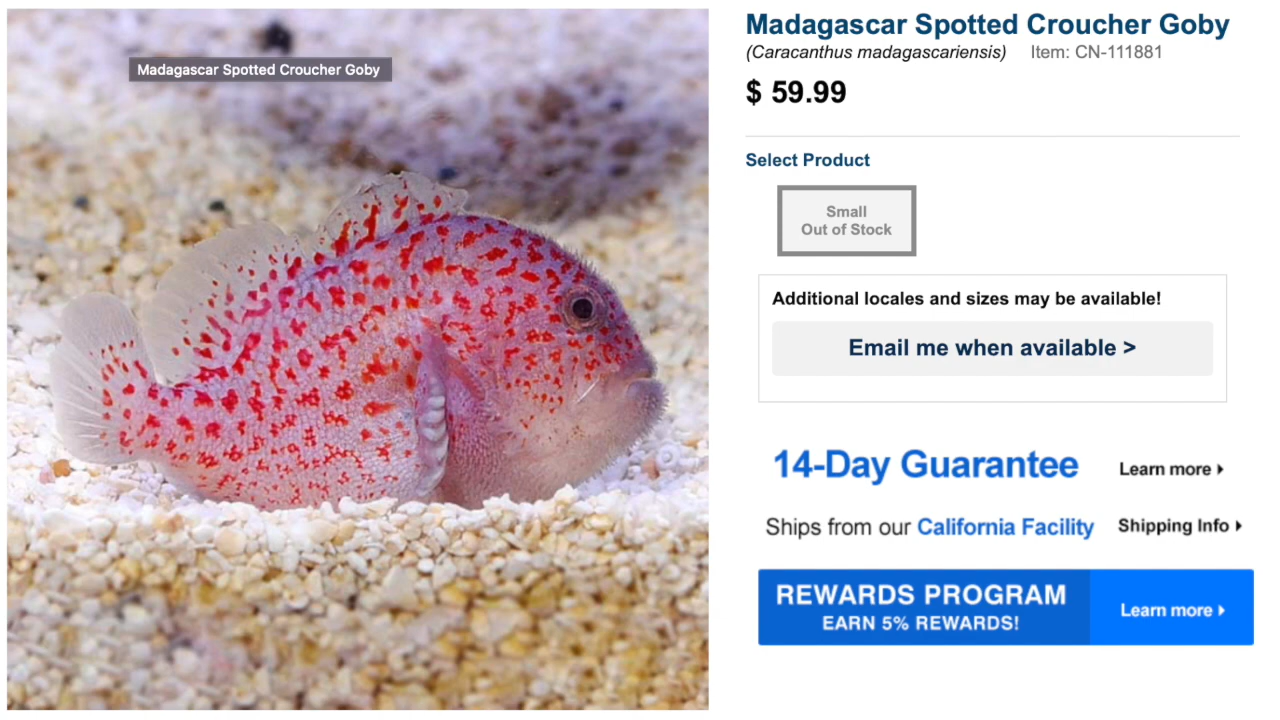 Madagascar Spotted Croucher Goby
Madagascar Spotted Croucher Goby
(Caracanthus madagascariensis) Item: CN-111881
$ 59.99
Select Product
Small
Out of Stock
Additional locales and sizes may be available!
Email me when available >
14-Day Guarantee Learn more
Ships from our California Facility Shipping Info
REWARDS PROGRAM
EARN 5% REWARDS!
Learn more